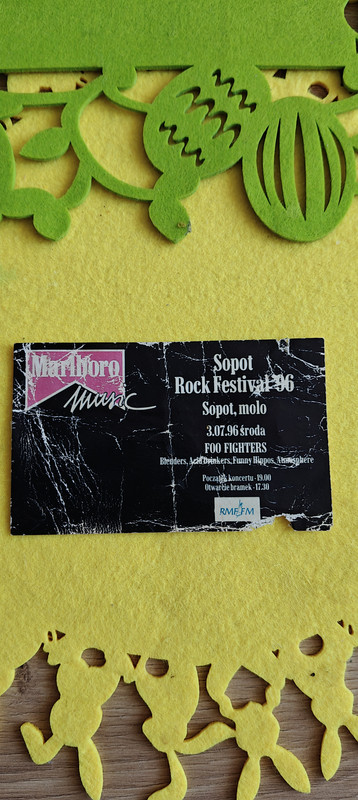 Marlboro
Music
Sopot
Rock Festival '96
Sopot, molo
3.07.96 środa
FOO FIGHTERS
Blenders, Acid Drinkers, Funny Hippos, Atmosphere
Początek koncertu - 19.00
Otwarcie bramek - 17.30
RMF FM